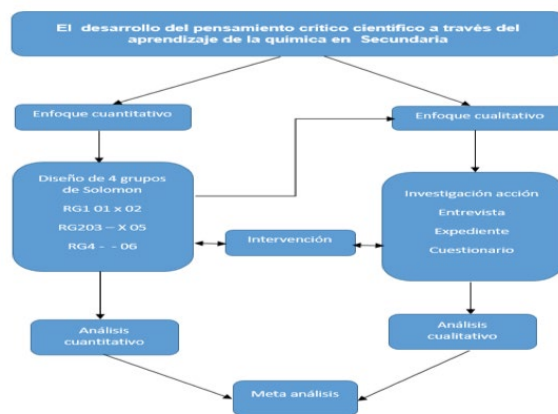 El desarrollo del pensamiento critico cientifico a través del
aprendizaje de la quimica en Secundaria
Enfoque cuantitativo
Enfoque cualitativo
Diseño de 4 grupos
de Solomon
RG1 01 x 02
RG203 – X 05
RG4 - - 06
Intervención
Investigación acción
Entrevista
Expediente
Cuestionario
Análisis
cuantitativo
Análisis
cualitativo
Meta análisis